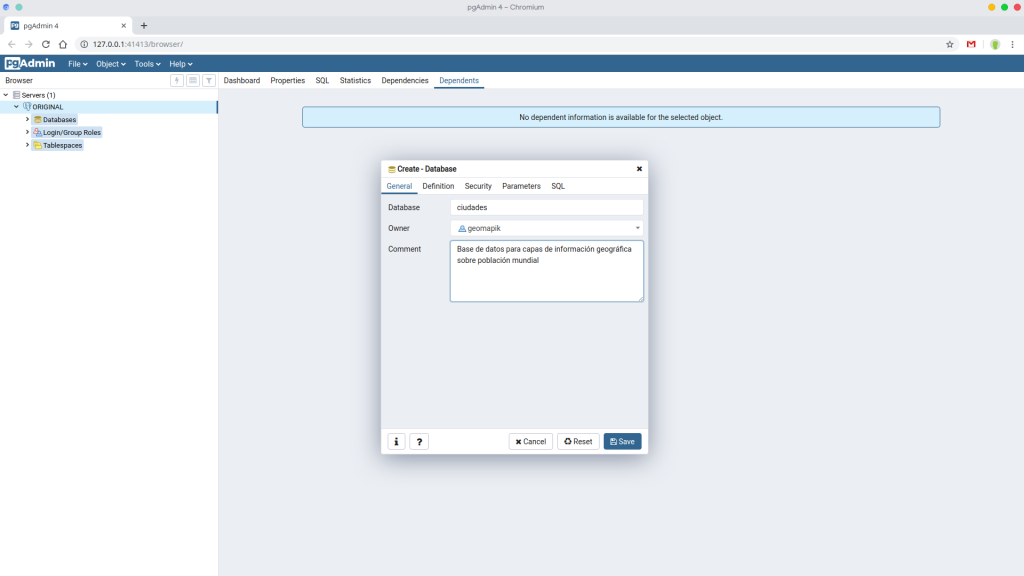 pgAdmin 4 – Chromium
pgAdmin 4
127.0.0.1:41413/browser/
pgAdmin File Object Tools Help
Browser
Dashboard Properties SQL Statistics Dependencies Dependents
Servers (1)
ORIGINAL
Databases
Login/Group Roles
Tablespaces
No dependent information is available for the selected object.
Create - Database
General Definition Security Parameters SQL
Database ciudades
Owner geomapik
Comment Base de datos para capas de información geográfica
sobre población mundial
i ? Cancel Reset Save